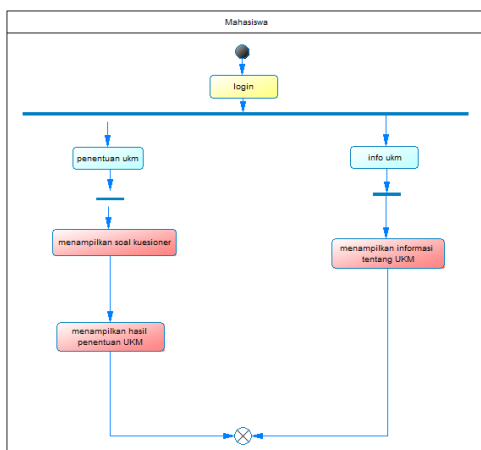 Mahasiswa
login
penentuan ukm
info ukm
menampilkan soal kuesioner
menampilkan informasi
tentang UKM
menampilkan hasil
penentuan UKM